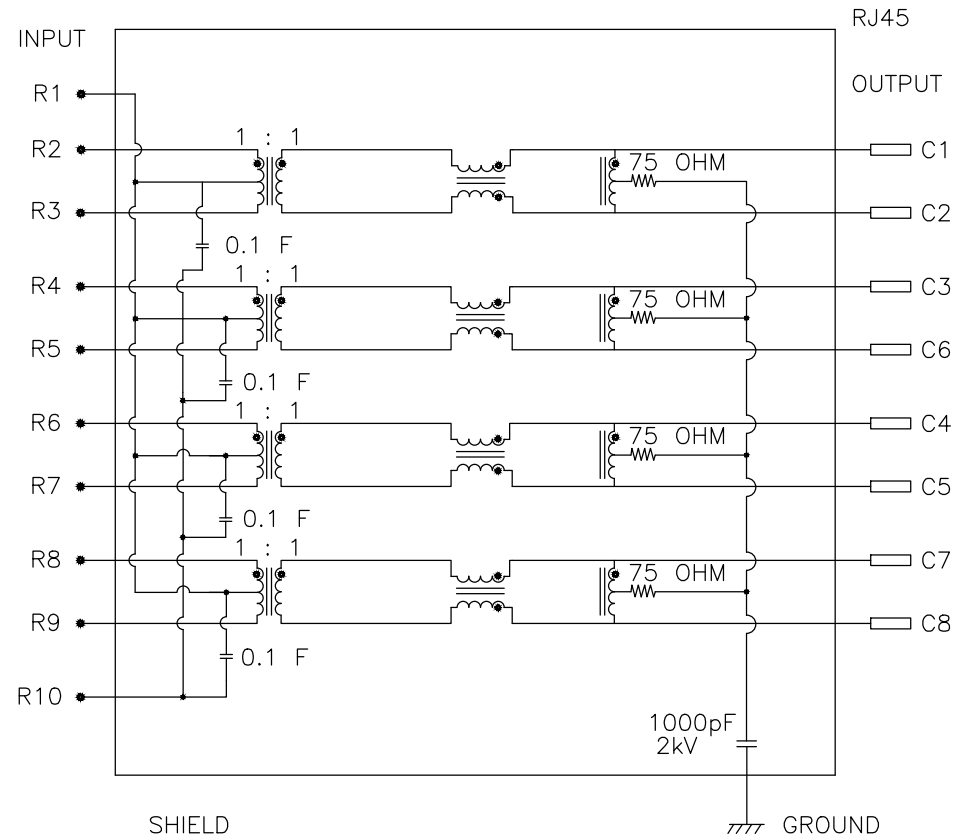 RJ45
INPUT
OUTPUT
R1
1 : 1
R2
C1
75 OHM
R3
C2
0.1 F
1 : 1
R4
C3
75 OHM
R5
C6
0.1 F
1 : 1
R6
C4
75 OHM
R7
C5
0.1 F
1 : 1
R8
C7
75 OHM
R9
C8
0.1 F
R10
1000pF
2kV
SHIELD
GROUND